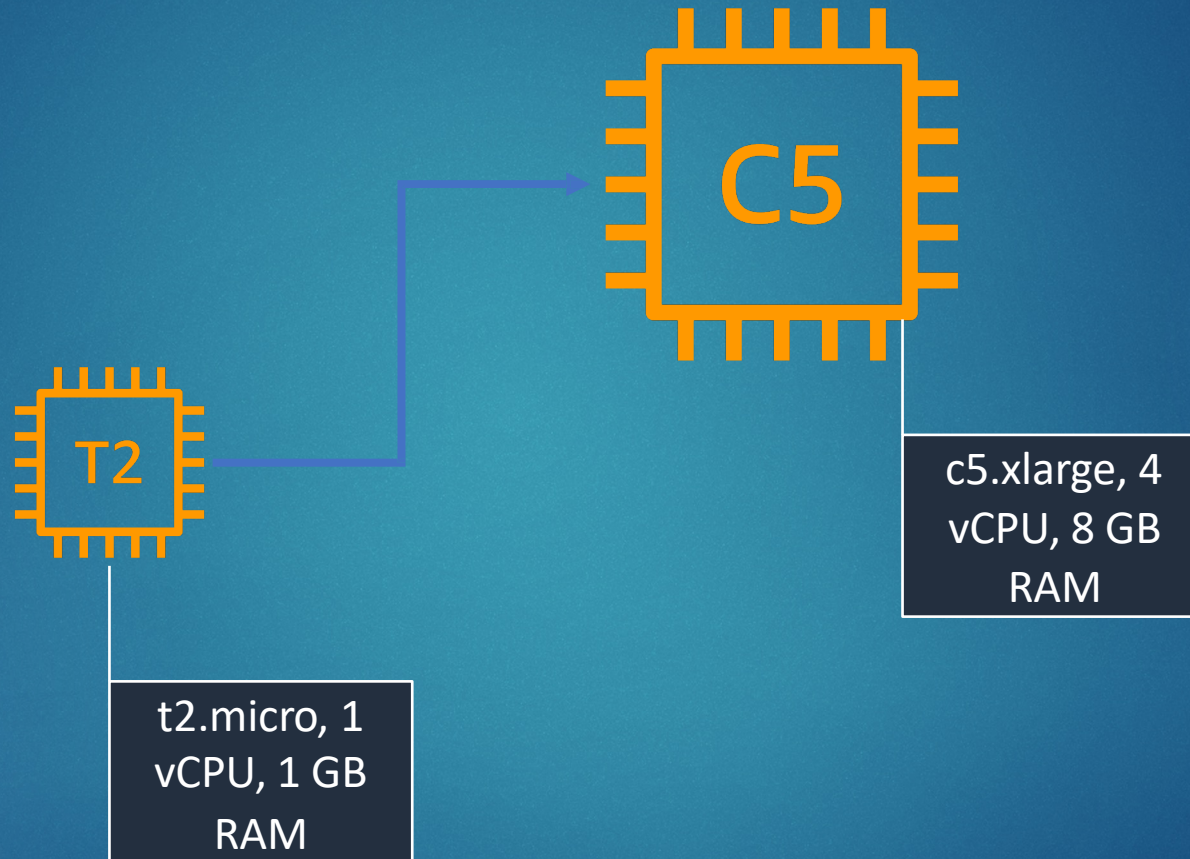 C5
T2
c5.xlarge, 4
vCPU, 8 GB
RAM
t2.micro, 1
vCPU, 1 GB
RAM